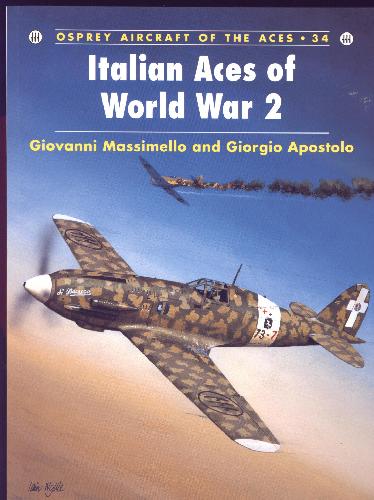 OSPREY AIRCRAFT OF THE ACES • 34
Italian Aces of
World War 2
Giovanni Massimello and Giorgio Apostolo
73-7